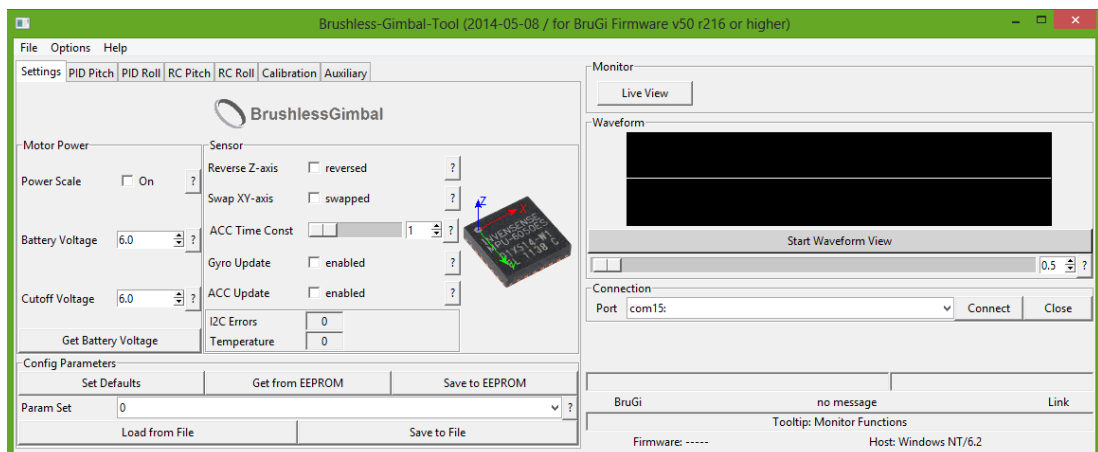 Brushless-Gimbal-Tool (2014-05-08 / for BruGi Firmware v50 r216 or higher)
File Options Help
Settings PID Pitch PID Roll RC Pitch RC Roll Calibration Auxiliary
BrushlessGimbal
Motor Power
Power Scale On ?
Battery Voltage 6.0 ?
Cutoff Voltage 6.0 ?
Get Battery Voltage
Sensor
Reverse Z-axis reversed ?
Swap XY-axis swapped ?
ACC Time Const 1 ?
Gyro Update enabled ?
ACC Update enabled ?
I2C Errors 0
Temperature 0
Z
X
Y
INVENSENSE
Config Parameters
Set Defaults Get from EEPROM Save to EEPROM
Param Set 0 ?
Load from File Save to File
Monitor
Live View
Waveform
Start Waveform View
0.5 ?
Connection
Port com15: Connect Close
BruGi no message Link
Tooltip: Monitor Functions
Firmware: ----- Host: Windows NT/6.2